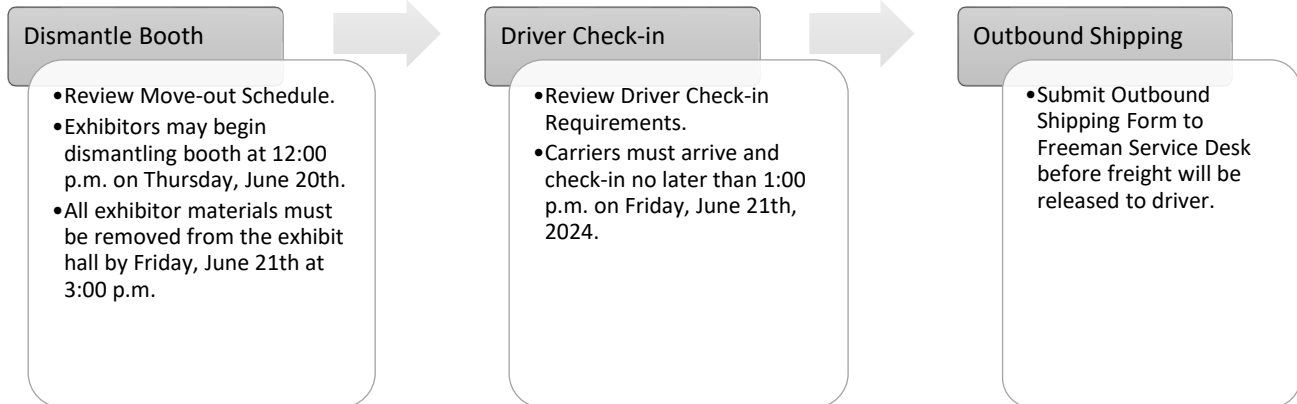 Dismantle Booth
•Review Move-out Schedule.
•Exhibitors may begin
dismantling booth at 12:00
p.m. on Thursday, June 20th.
•All exhibitor materials must
be removed from the exhibit
hall by Friday, June 21th at
3:00 p.m.
Driver Check-in
•Review Driver Check-in
Requirements.
•Carriers must arrive and
check-in no later than 1:00
p.m. on Friday, June 21th,
2024.
Outbound Shipping
•Submit Outbound
Shipping Form to
Freeman Service Desk
before freight will be
released to driver.